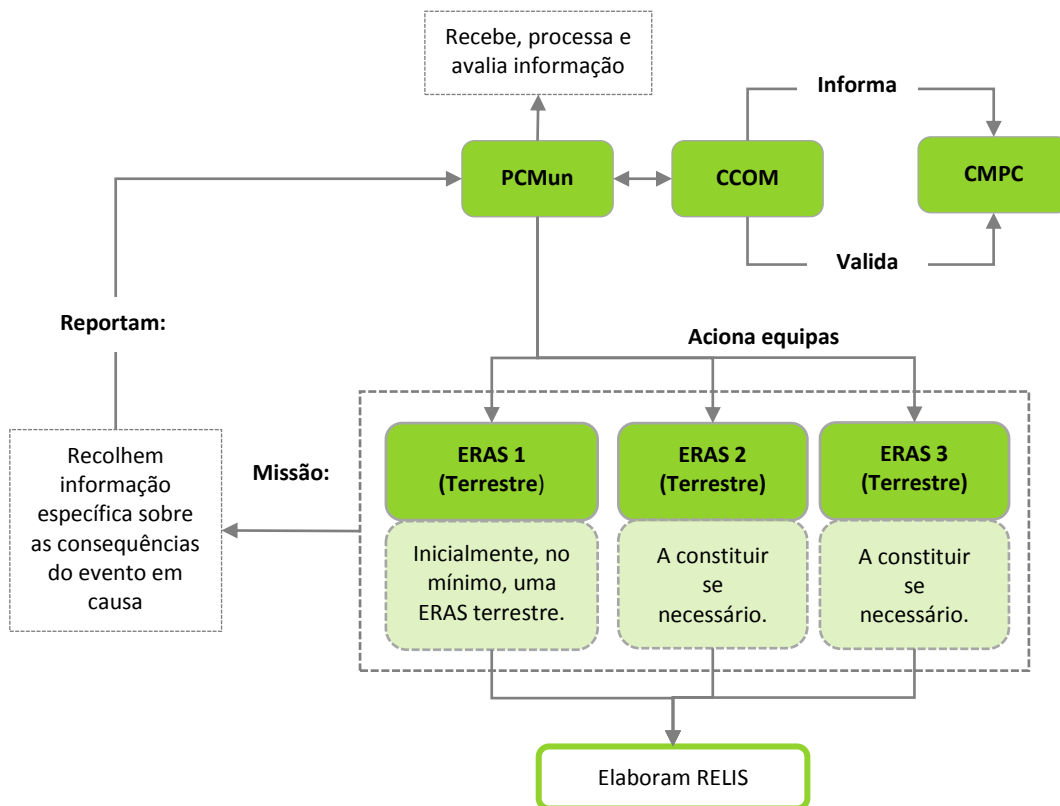 Recebe, processa e
avalia informação
Informa
PCMun
CCOM
CMPC
Valida
Reportam:
Aciona equipas
Recolhem
informação
específica sobre
as consequências
do evento em
causa
Missão:
ERAS 1
(Terrestre)
ERAS 2
(Terrestre)
ERAS 3
(Terrestre)
Inicialmente, no
mínimo, uma
ERAS terrestre.
A constituir
se
necessário.
A constituir
se
necessário.
Elaboram RELIS